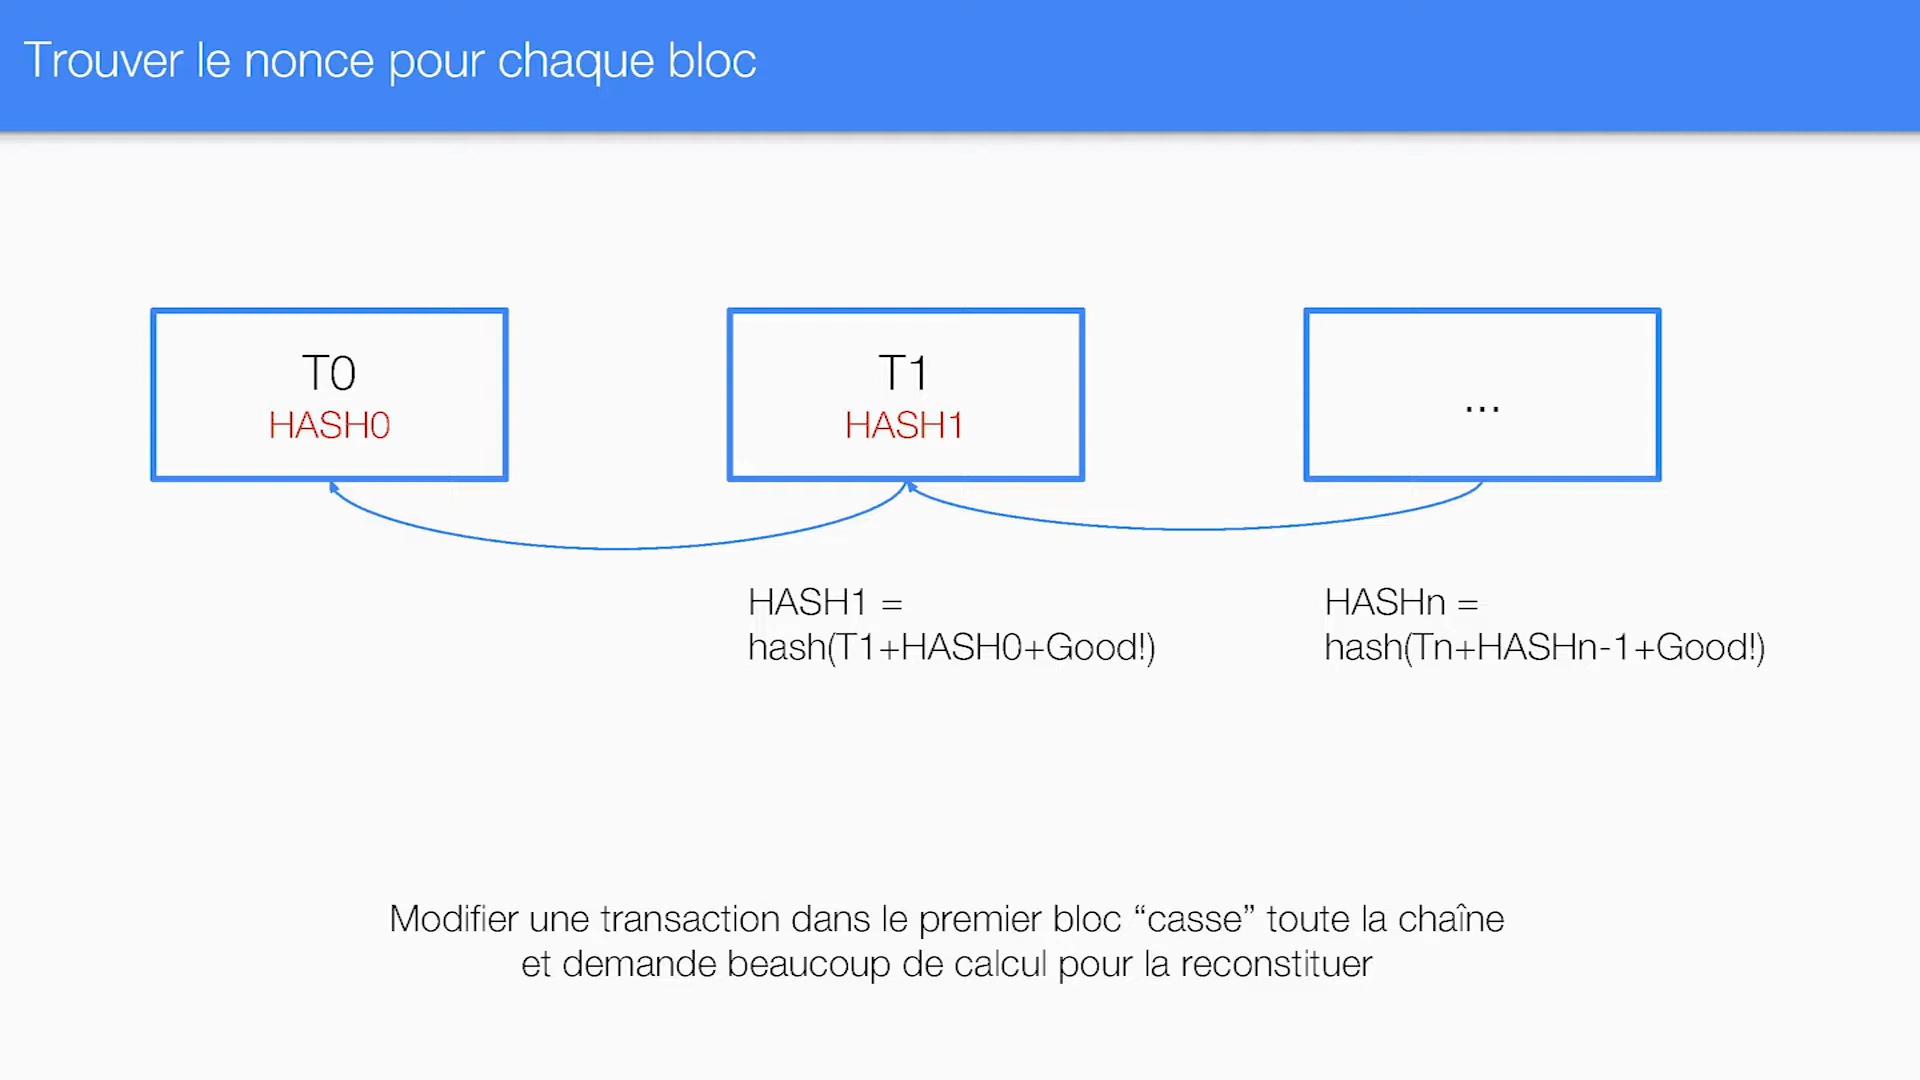 Trouver le nonce pour chaque bloc
T0
HASH0
T1
HASH1
...
HASH1 =
hash(T1+HASH0+Good!)
HASHn =
hash(Tn+HASHn-1+Good!)
Modifier une transaction dans le premier bloc “casse” toute la chaîne
et demande beaucoup de calcul pour la reconstituer